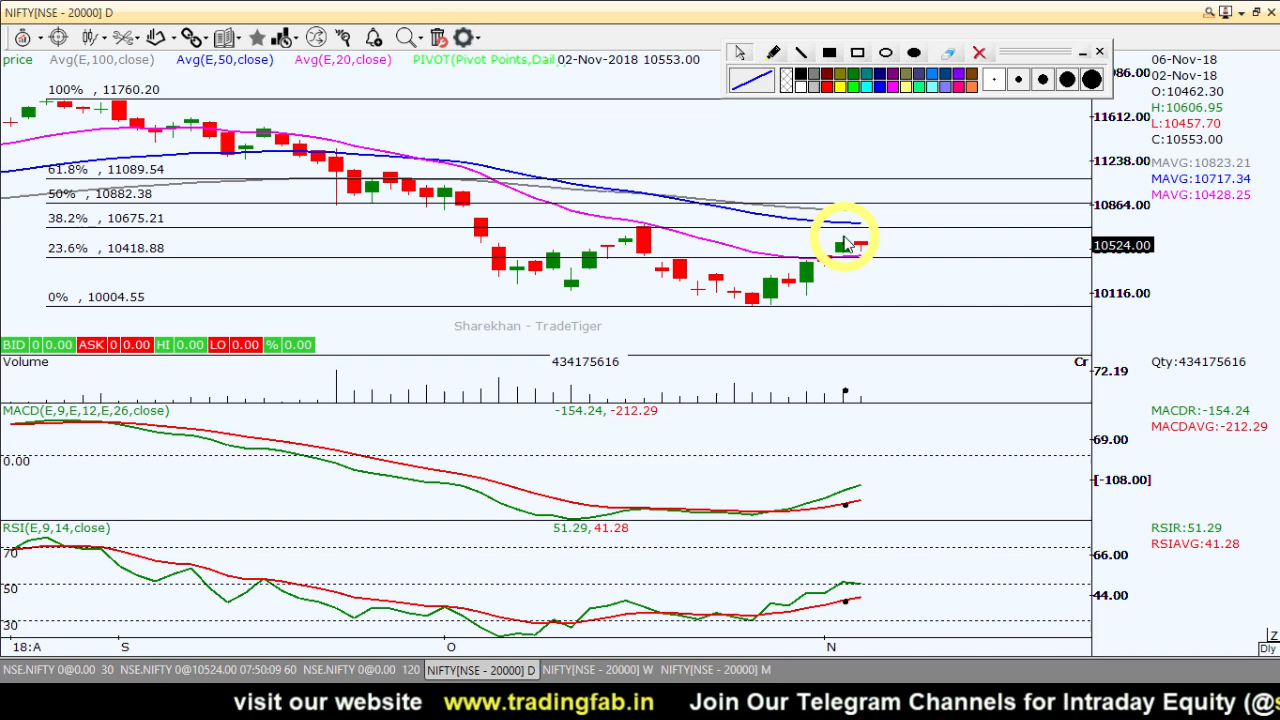 NIFTY[NSE - 20000] D
price Avg(E,100,close) Avg(E,50,close) Avg(E,20,close) PIVOT(Pivot Points,Dail 02-Nov-2018 10553.00
06-Nov-18
02-Nov-18
O:10462.30
H:10606.95
L:10457.70
C:10553.00
MAVG:10823.21
MAVG:10717.34
MAVG:10428.25
100% , 11760.20
61.8% , 11089.54
50% , 10882.38
38.2% , 10675.21
23.6% , 10418.88
0% , 10004.55
986.00
11612.00
11238.00
10864.00
10524.00
10116.00
Sharekhan - TradeTiger
BID 0 0.00 ASK 0 0.00 HI 0.00 LO 0.00 % 0.00
Volume 434175616 Cr
72.19
Qty:434175616
MACD(E,9,E,12,E,26,close) -154.24, -212.29
MACDR:-154.24
MACDAVG:-212.29
69.00
0.00
[-108.00]
RSI(E,9,14,close) 51.29, 41.28
RSIR:51.29
RSIAVG:41.28
70
66.00
50
44.00
30
18:A S O N
Z
Dly
NSE.NIFTY 0@0.00 30 NSE.NIFTY 0@10524.00 07:50:09 60 NSE.NIFTY 0@0.00 120 NIFTY[NSE - 20000] D NIFTY[NSE - 20000] W NIFTY[NSE - 20000] M
visit our website www.tradingfab.in Join Our Telegram Channels for Intraday Equity (@